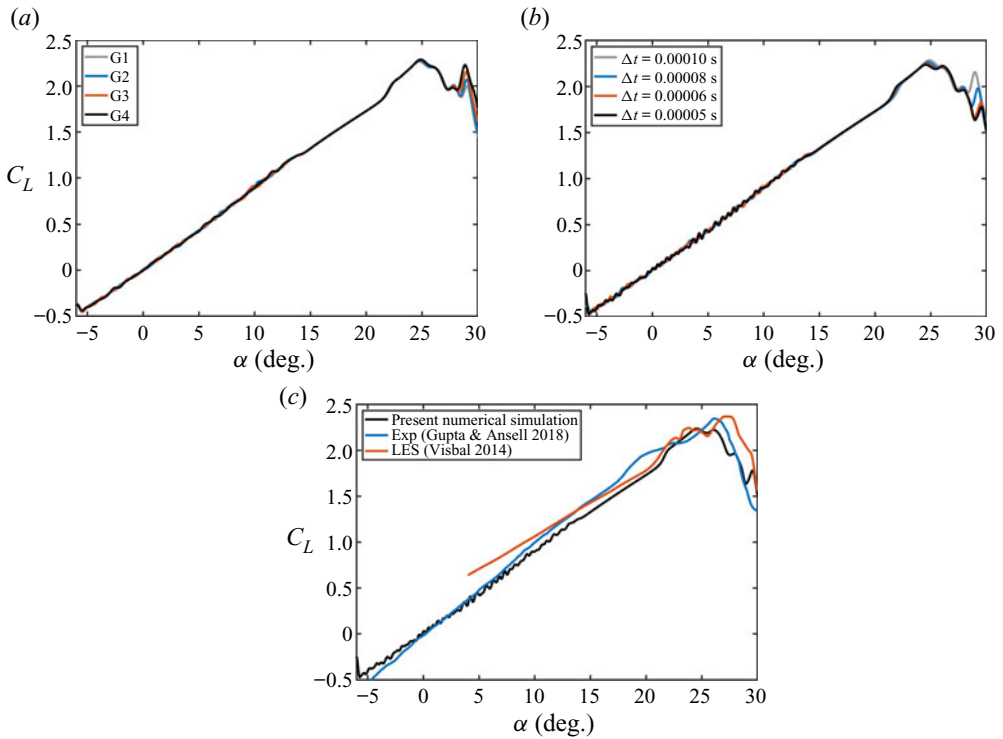 (a)
2.5
2.0
1.5
1.0
0.5
0
−0.5
C_L
G1
G2
G3
G4
−5 0 5 10 15 20 25 30
α (deg.)
(b)
2.5
2.0
1.5
1.0
0.5
0
−0.5
Δt = 0.00010 s
Δt = 0.00008 s
Δt = 0.00006 s
Δt = 0.00005 s
−5 0 5 10 15 20 25 30
α (deg.)
(c)
2.5
2.0
1.5
1.0
0.5
0
−0.5
C_L
Present numerical simulation
Exp (Gupta & Ansell 2018)
LES (Visbal 2014)
−5 0 5 10 15 20 25 30
α (deg.)